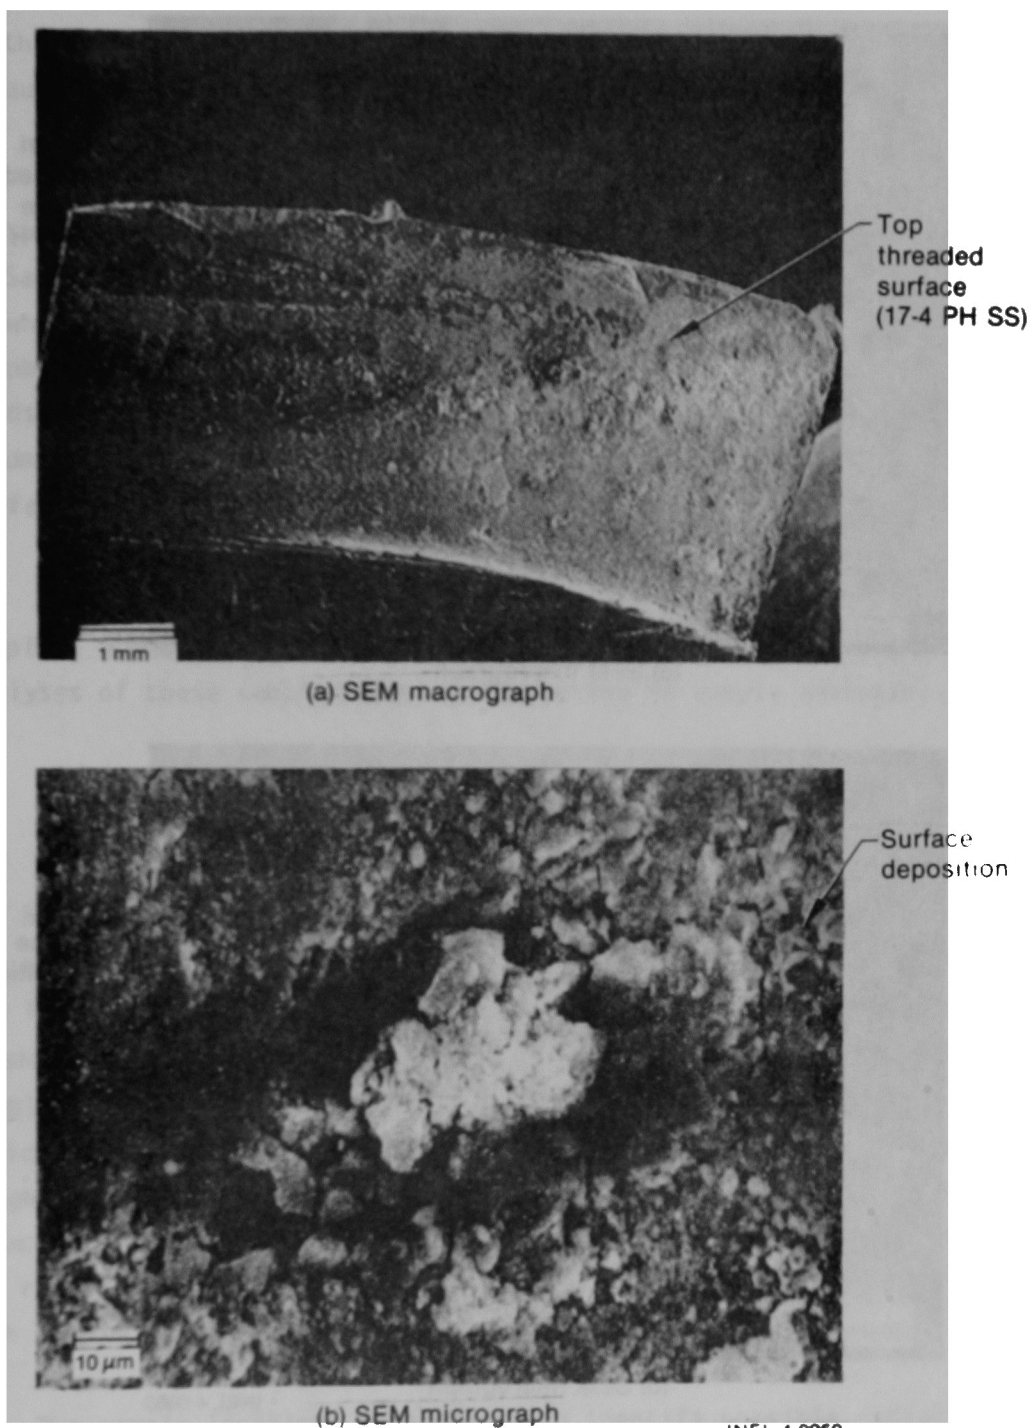 Top
threaded
surface
(17-4 PH SS)
1 mm
(a) SEM macrograph
Surface
deposition
10 μm
(b) SEM micrograph